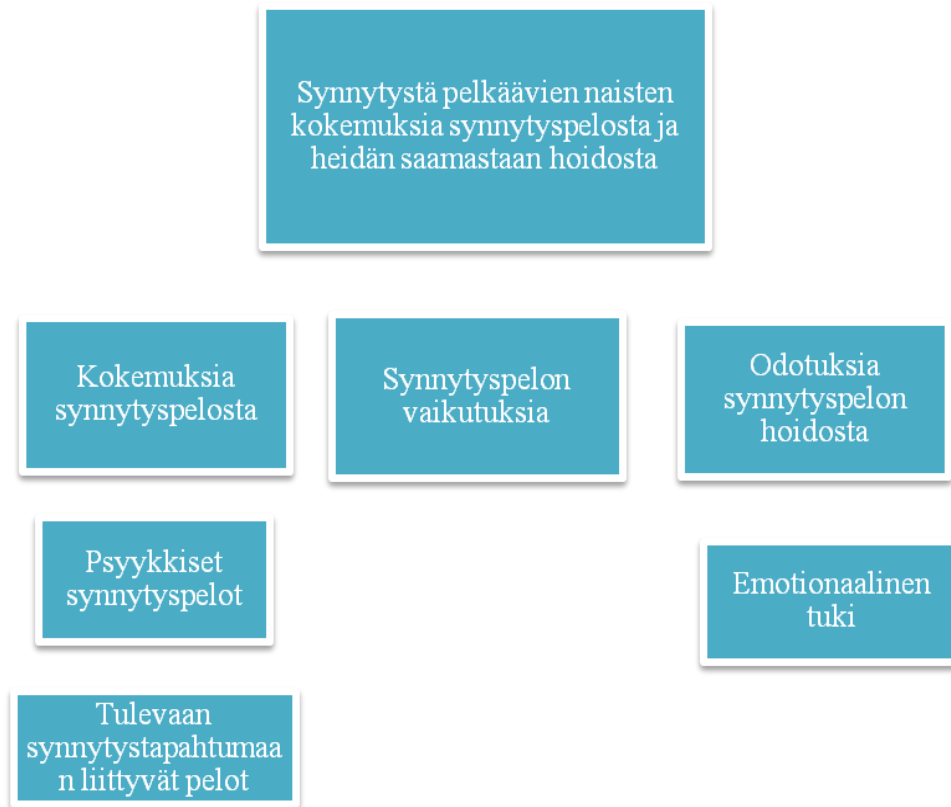 Synnytystä pelkäävien naisten
kokemuksia synnytyspelosta ja
heidän saamastaan hoidosta
Kokemuksia
synnytyspelosta
Synnytyspelon
vaikutuksia
Odotuksia
synnytyspelon
hoidosta
Psyykkiset
synnytyspelot
Emotionaalinen
tuki
Tulevaan
synnytystapahtumaa
n liittyvät pelot